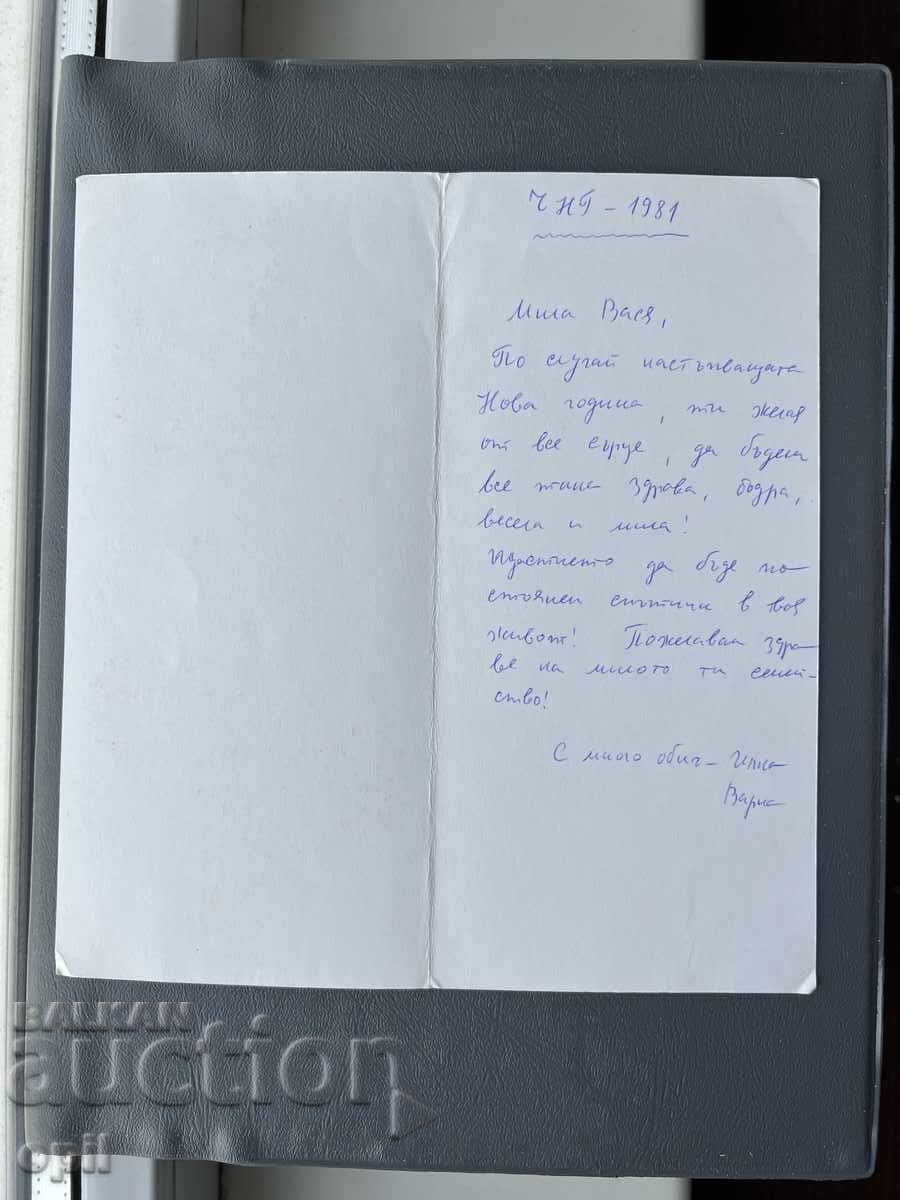 ЧНГ - 1981
Мила Вася,
По случай настъпващата
Нова година, ти желая
от все сърце, да бъдеш
все така здрава, бодра,
весела и мила!
Щастието да бъде по-
стоянен спътник в твоя
живот! Пожелавам здра-
ве на милото ти семей-
ство!
С много обич -
Варна
BALKAN
auction
opil